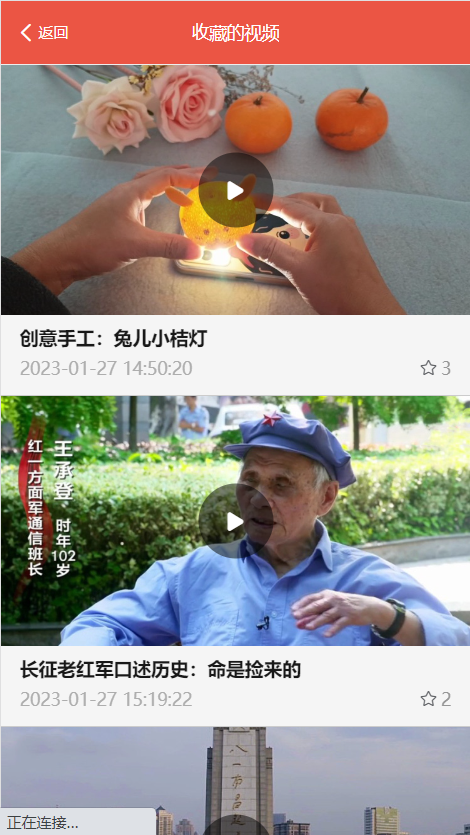 返回
收藏的视频
创意手工：兔儿小桔灯
2023-01-27 14:50:20
3
王承登 时年102岁
红一方面军通信班长
长征老红军口述历史：命是捡来的
2023-01-27 15:19:22
2
八一南昌起
正在连接...